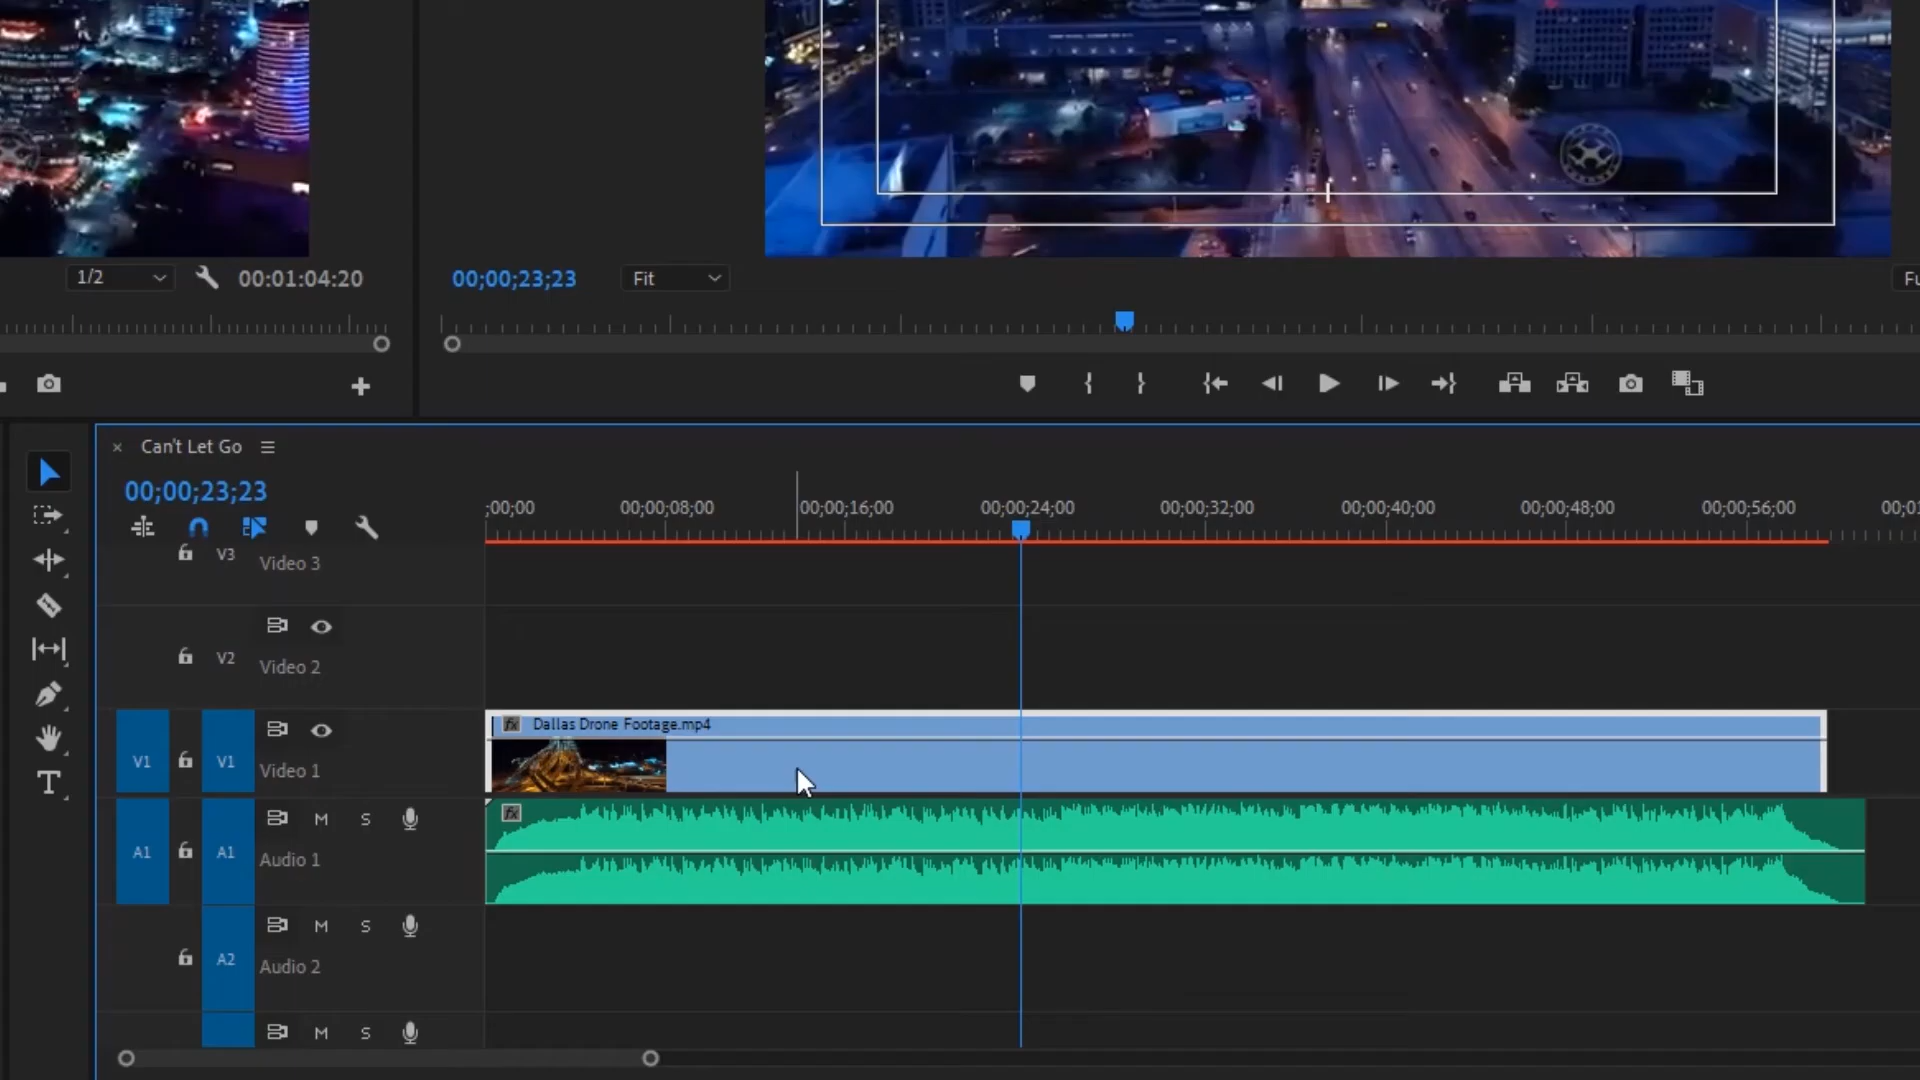 1/2
00:01:04:20
00;00;23;23
Fit
Can't Let Go
00;00;23;23
;00;00
00;00;08;00
00;00;16;00
00;00;24;00
00;00;32;00
00;00;40;00
00;00;48;00
00;00;56;00
V3
Video 3
V2
Video 2
V1
V1
Video 1
fx Dallas Drone Footage.mp4
A1
A1
M
S
Audio 1
fx
A2
M
S
Audio 2
M
S
T